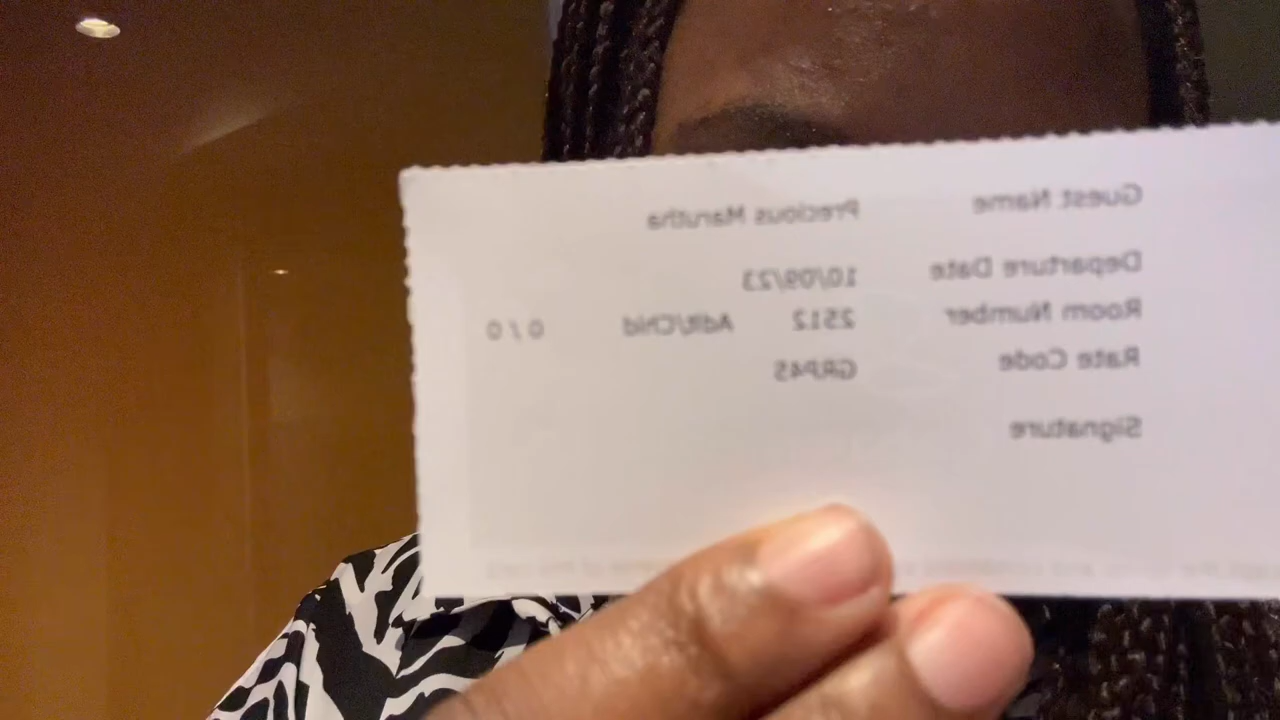 Guest Name Precious Marutha
Departure Date 10/09/23
Room Number 2512 Adlt/Chld 0 / 0
Rate Code GRP45
Signature